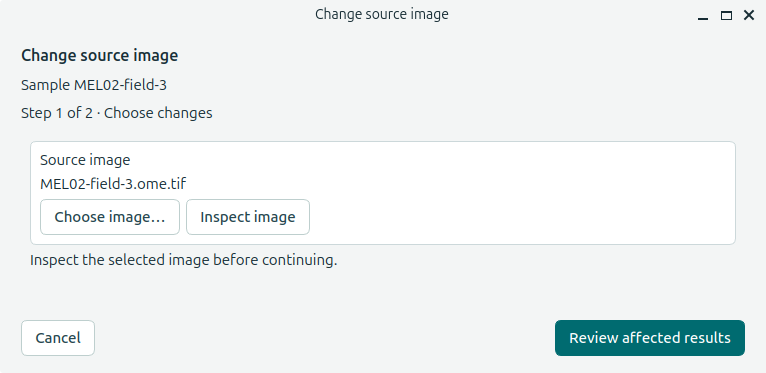 Change source image
Change source image
Sample MEL02-field-3
Step 1 of 2 · Choose changes
Source image
MEL02-field-3.ome.tif
Choose image…
Inspect image
Inspect the selected image before continuing.
Cancel
Review affected results